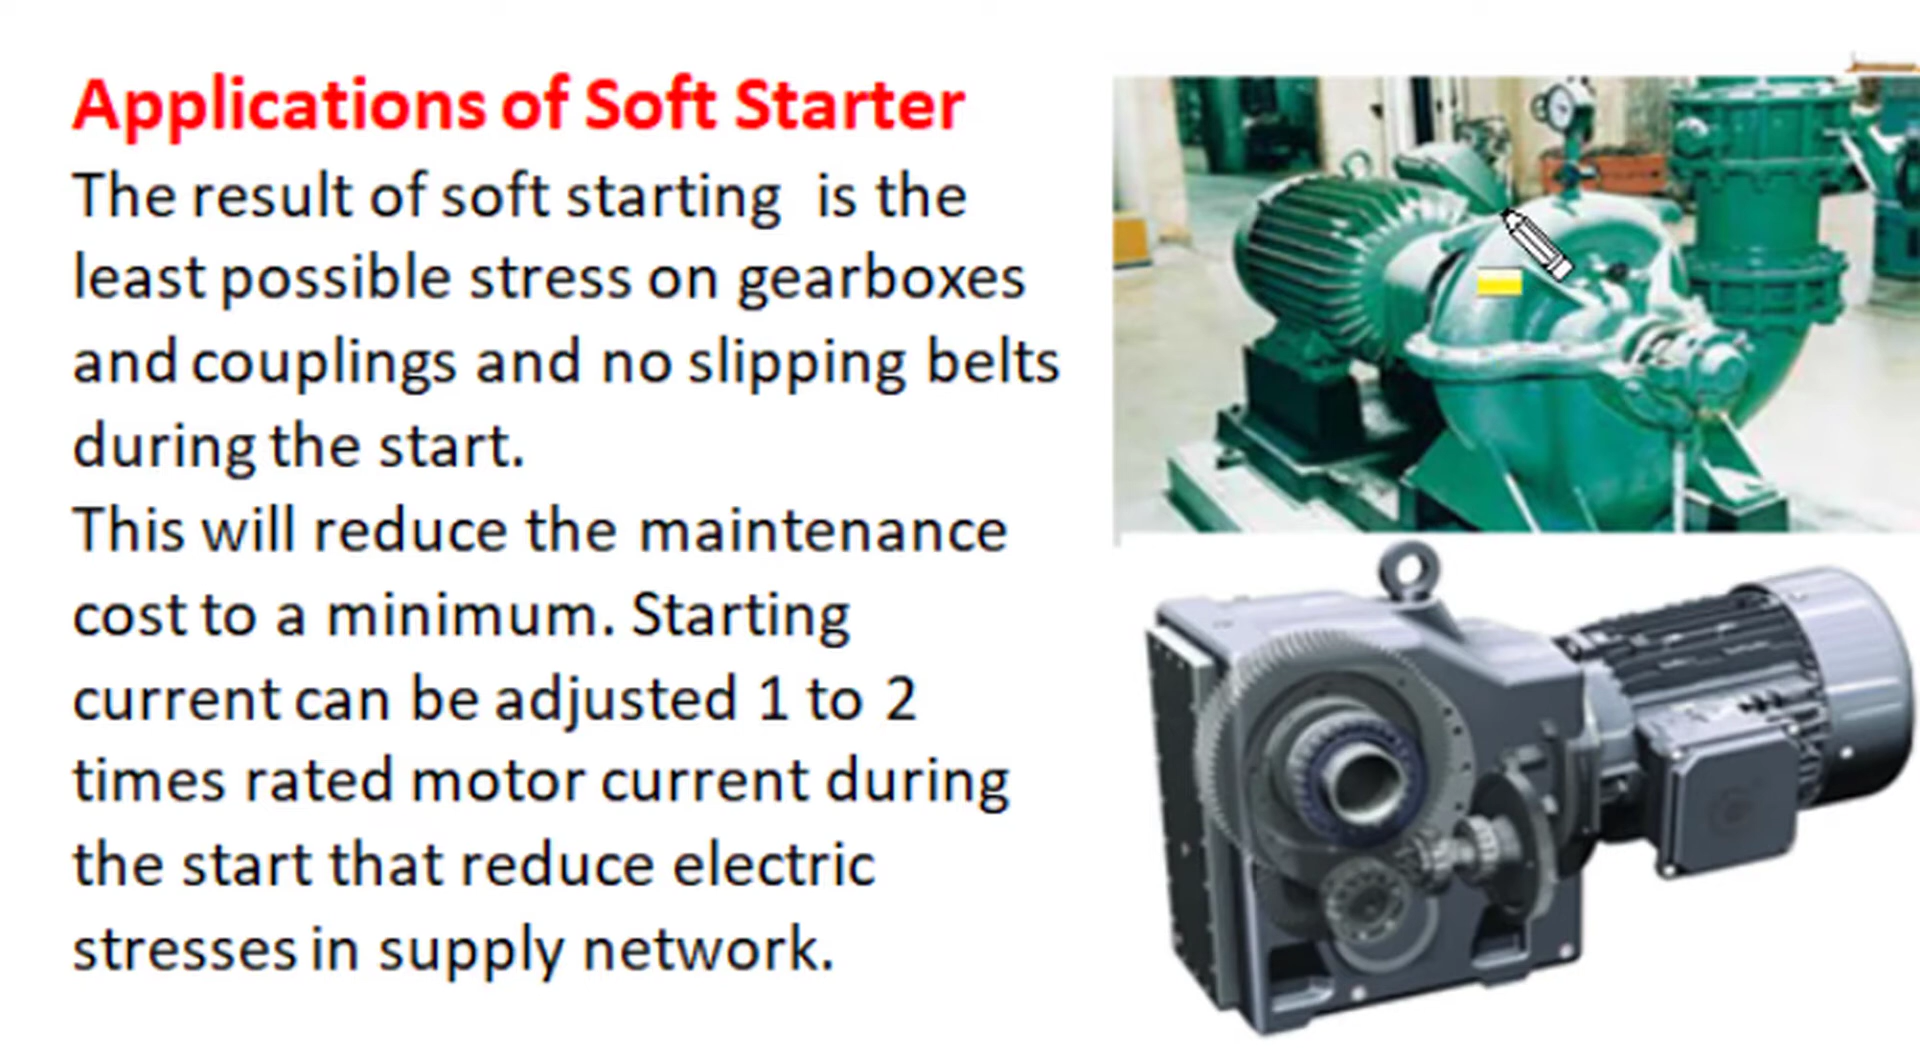 Applications of Soft Starter
The result of soft starting is the
least possible stress on gearboxes
and couplings and no slipping belts
during the start.
This will reduce the maintenance
cost to a minimum. Starting
current can be adjusted 1 to 2
times rated motor current during
the start that reduce electric
stresses in supply network.